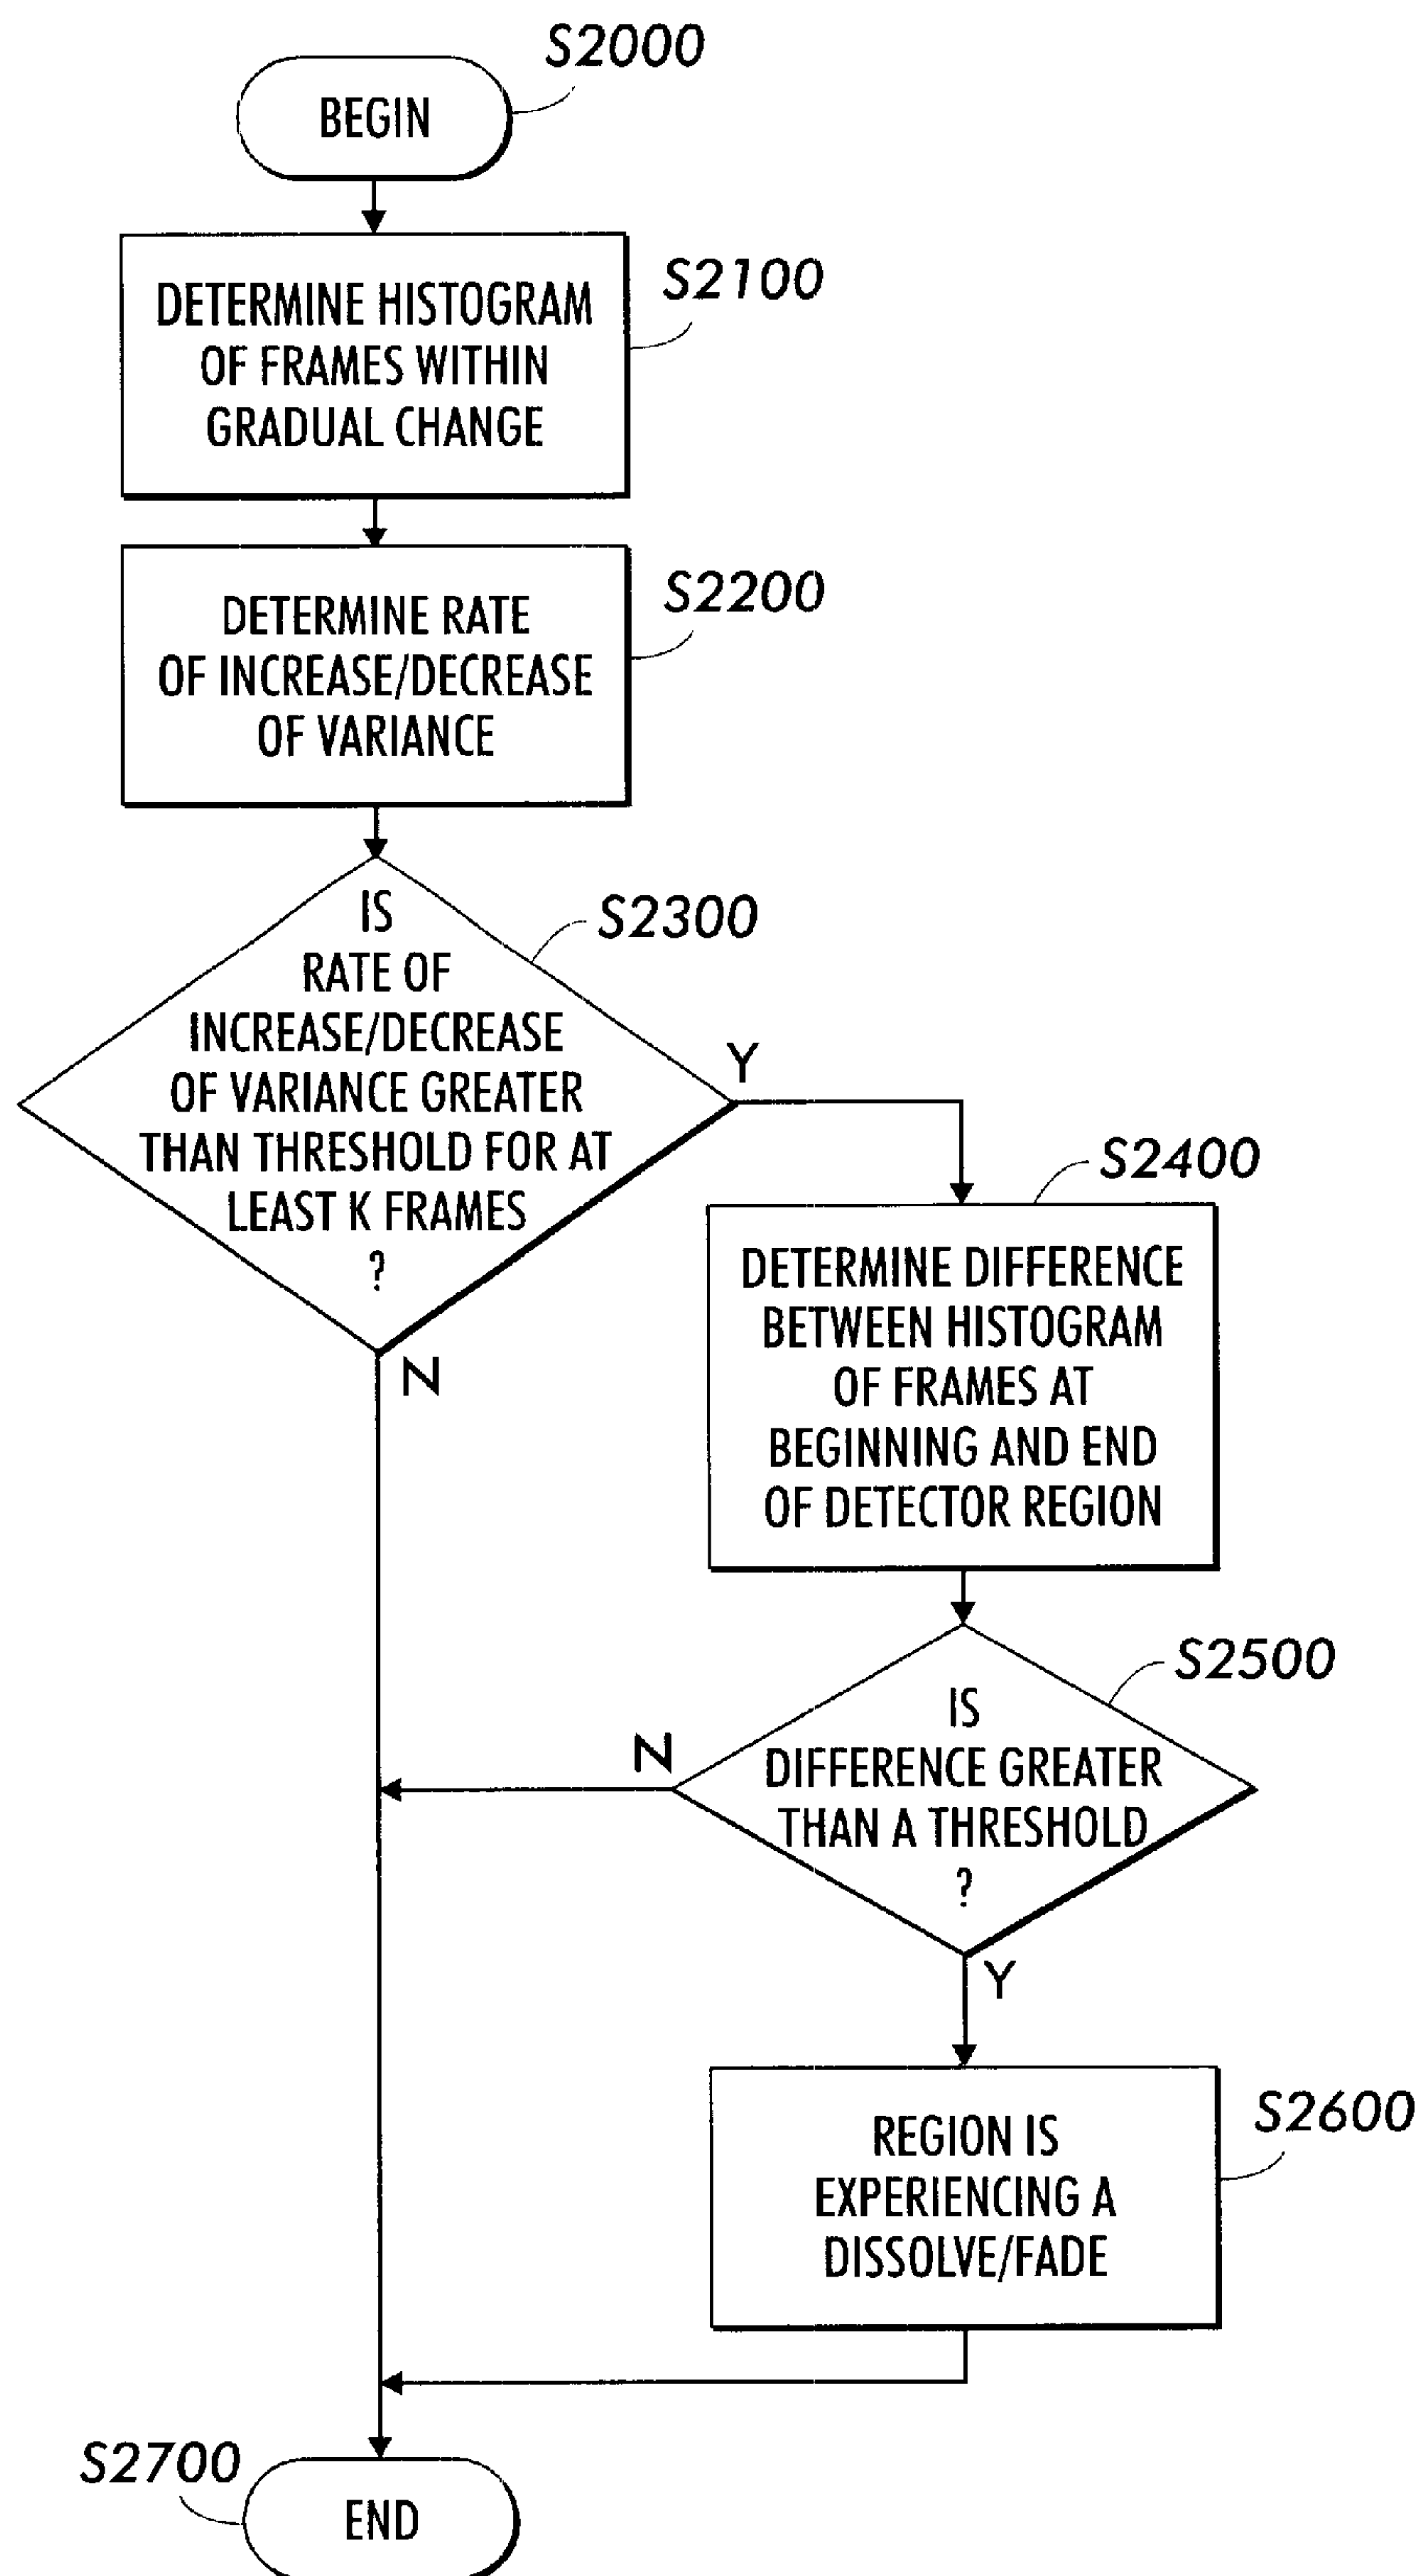 S2000
BEGIN
S2100
DETERMINE HISTOGRAM
OF FRAMES WITHIN
GRADUAL CHANGE
S2200
DETERMINE RATE
OF INCREASE/DECREASE
OF VARIANCE
S2300
IS
RATE OF
INCREASE/DECREASE
OF VARIANCE GREATER
THAN THRESHOLD FOR AT
LEAST K FRAMES
?
Y
N
S2400
DETERMINE DIFFERENCE
BETWEEN HISTOGRAM
OF FRAMES AT
BEGINNING AND END
OF DETECTOR REGION
S2500
IS
DIFFERENCE GREATER
THAN A THRESHOLD
?
N
Y
S2600
REGION IS
EXPERIENCING A
DISSOLVE/FADE
S2700
END